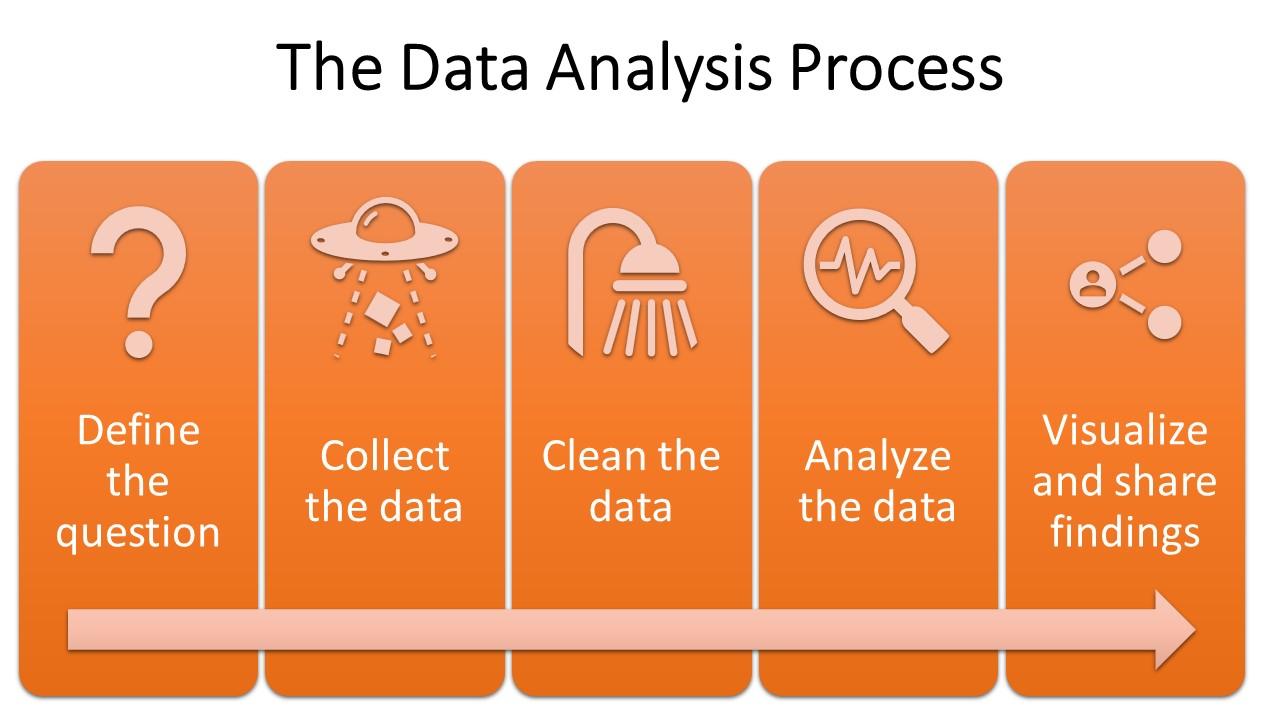 The Data Analysis Process
Define
the
question
Collect
the data
Clean the
data
Analyze
the data
Visualize
and share
findings